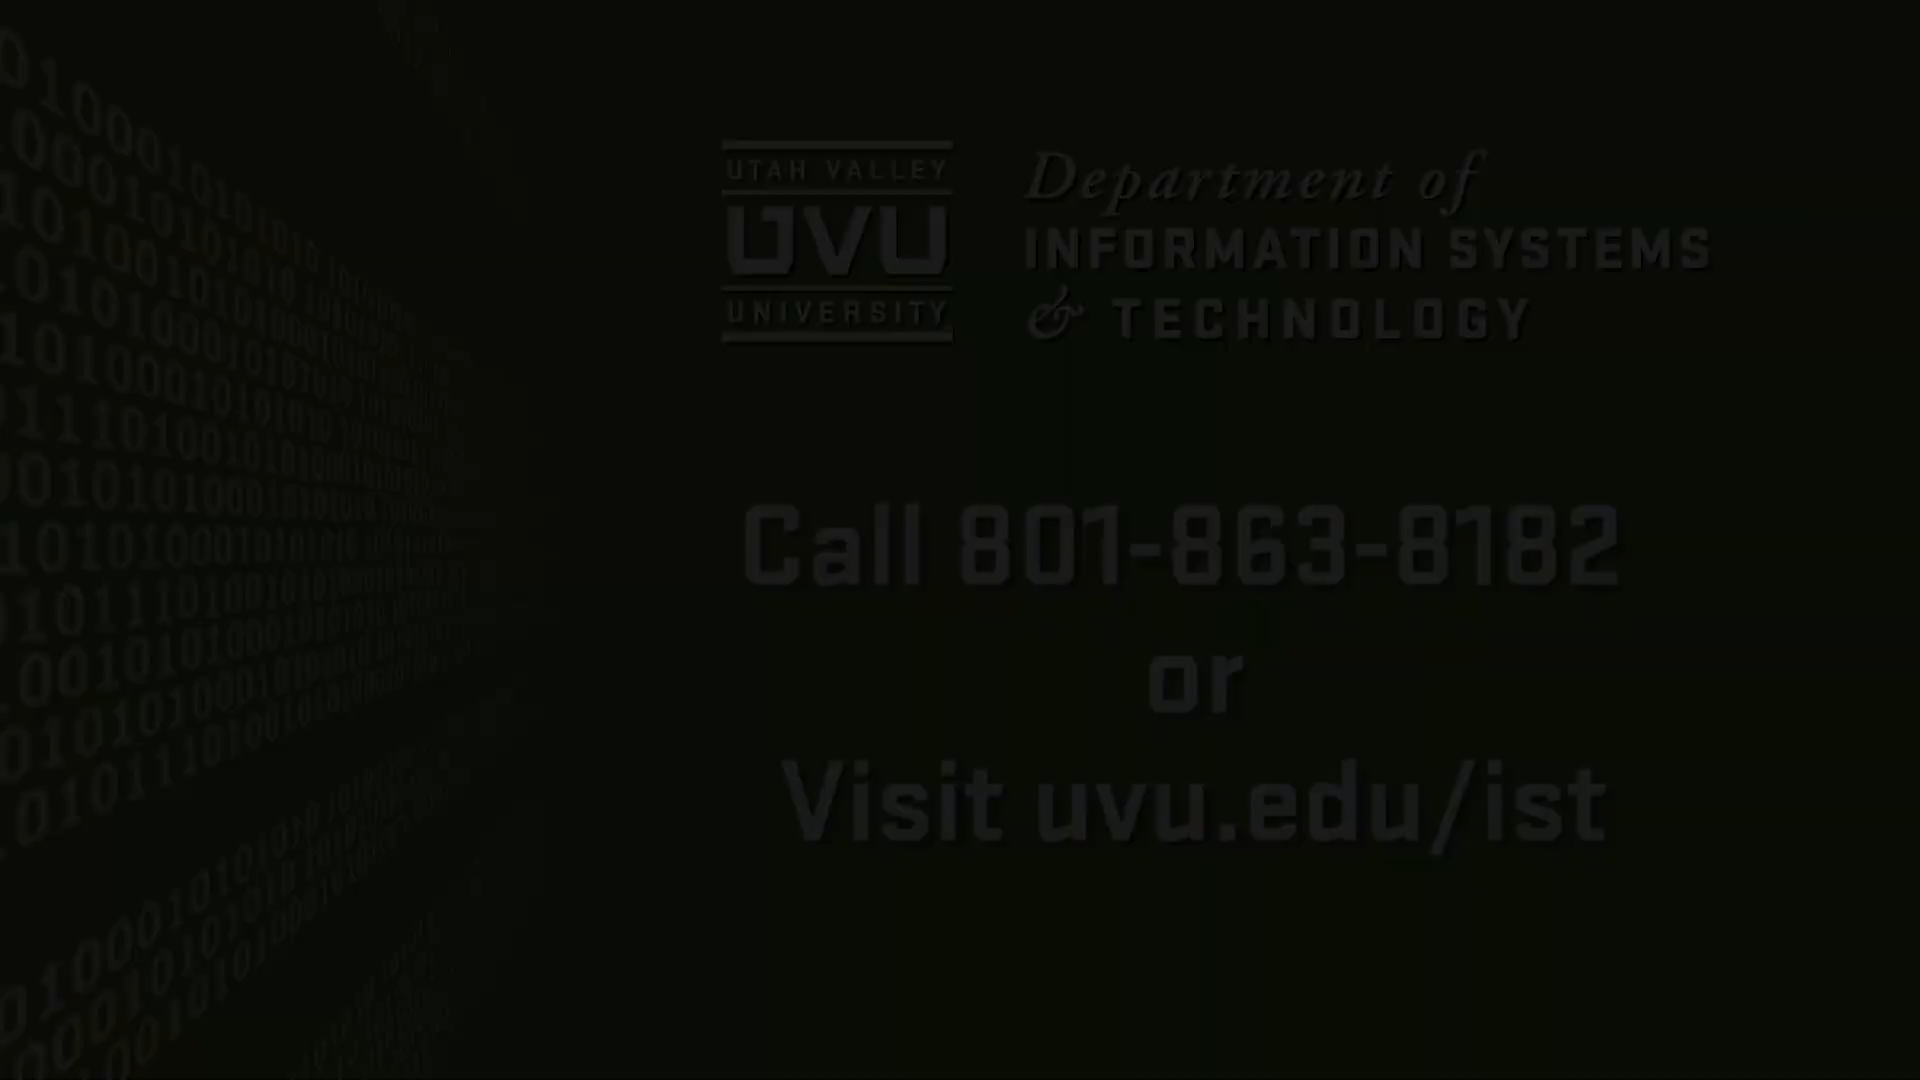 UTAH VALLEY
UVU
UNIVERSITY
Department of
INFORMATION SYSTEMS
& TECHNOLOGY
Call 801-863-8182
or
Visit uvu.edu/ist